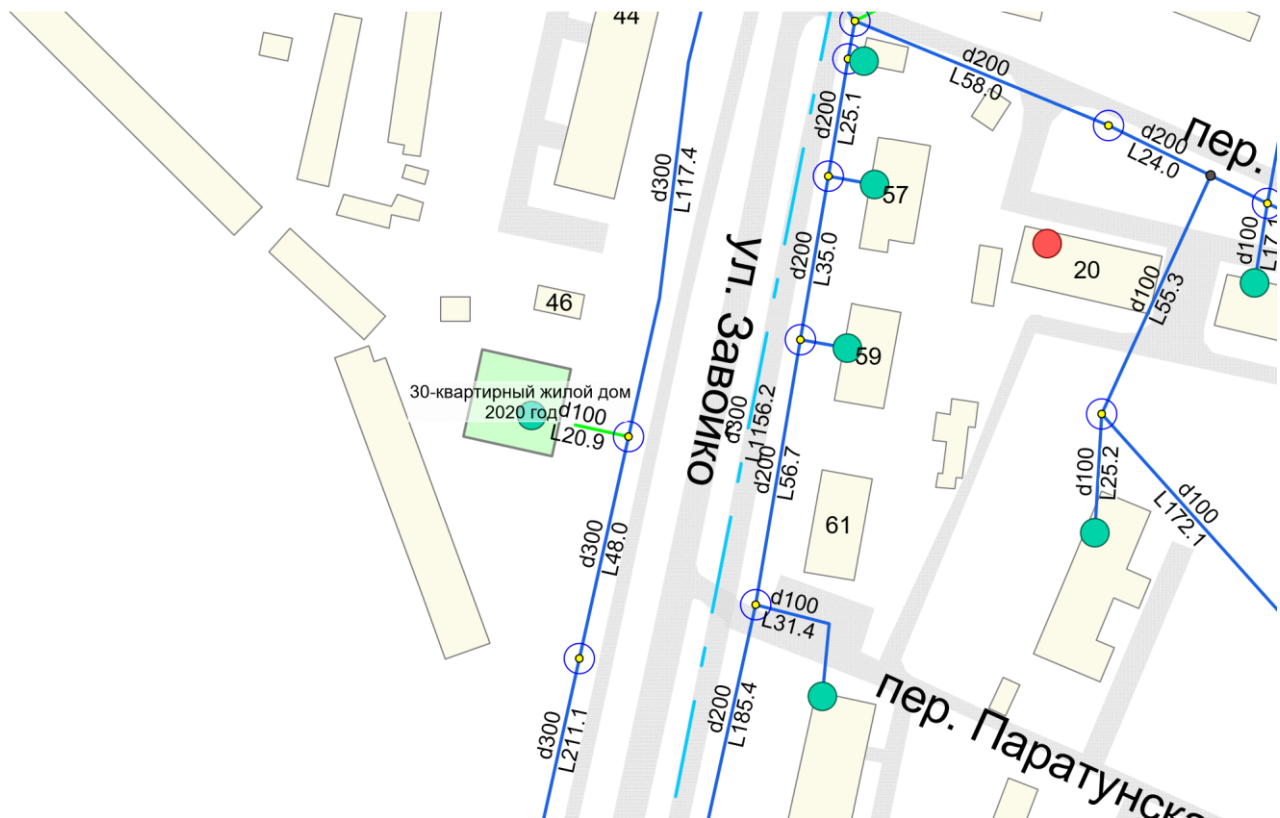 44
d200
L58.0
d200
L25.1
d200
L24.0
пер.
d300
L117.4
57
d200
L35.0
ул. Завойко
20
d100
L55.3
d100
L17.1
46
59
30-квартирный жилой дом
2020 год
d100
L20.9
d300
L1156.2
d200
L56.7
d100
L25.2
d100
L172.1
61
d300
L48.0
d100
L31.4
d200
L185.4
d300
L211.1
пер. Паратунска